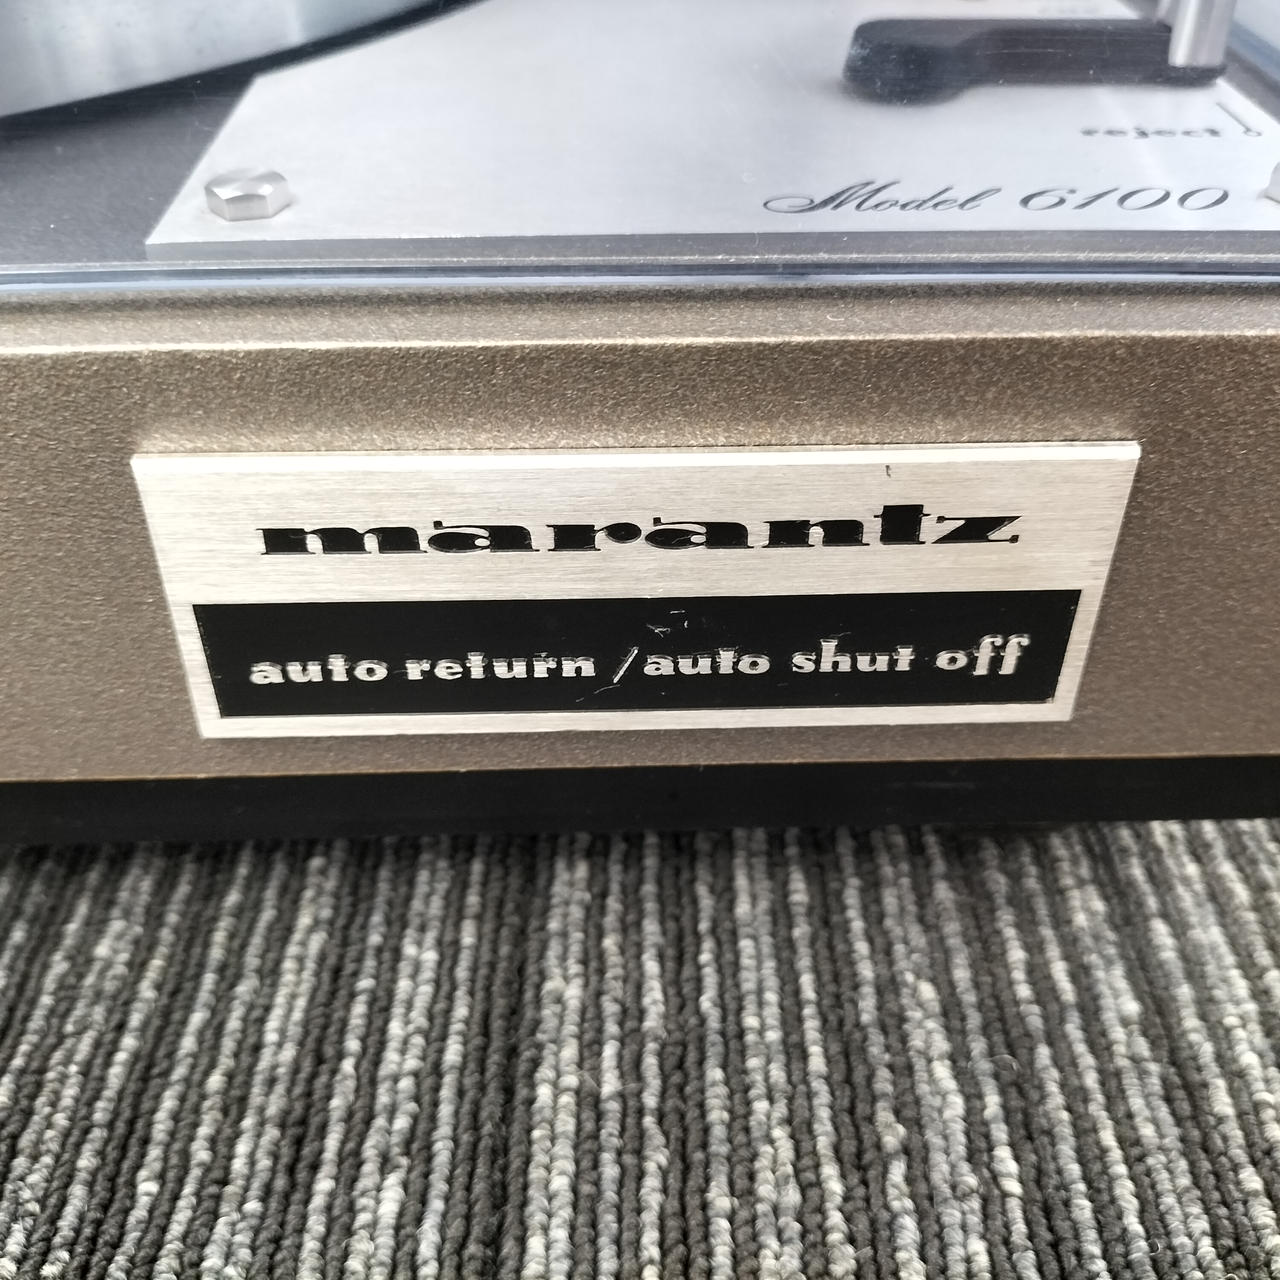 reject
Model 6100
marantz
auto return / auto shut off